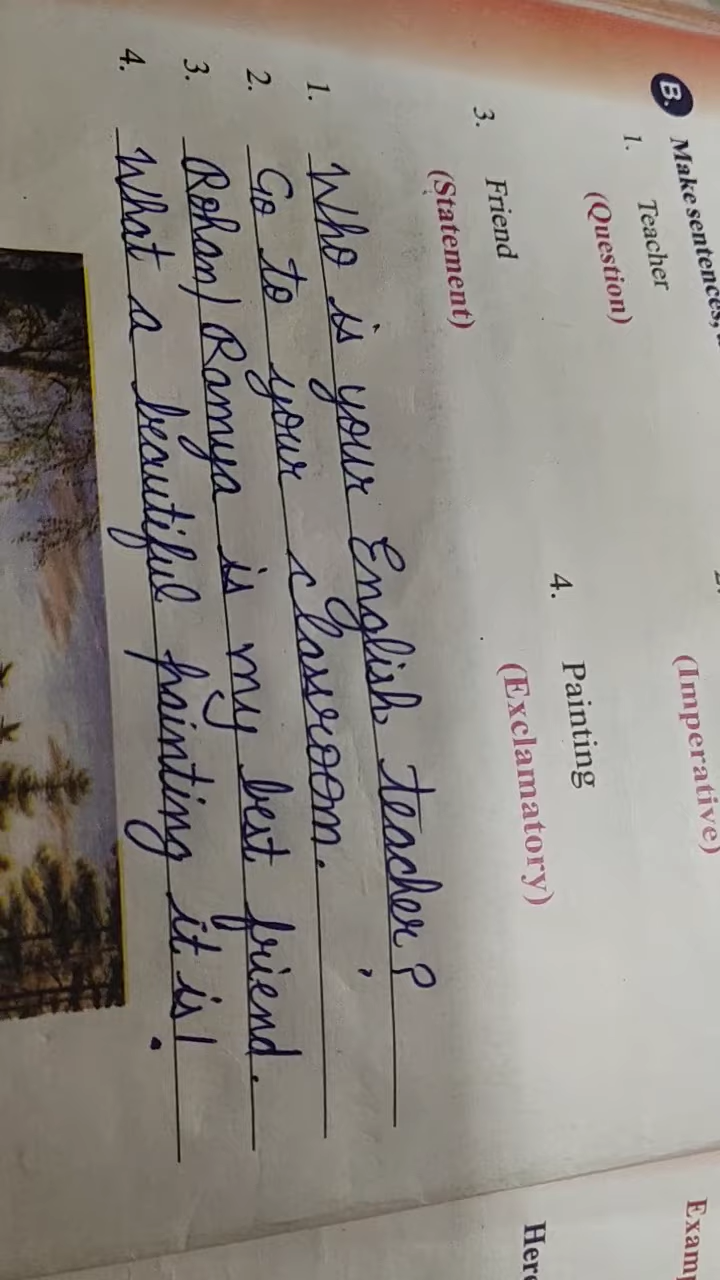 B. Make sentences,
1. Teacher
(Question)
(Imperative)
3. Friend
(Statement)
4. Painting
(Exclamatory)
1. Who is your English teacher?
2. Go to your classroom.
3. Rohan/Ramya is my best friend.
4. What a beautiful painting it is!